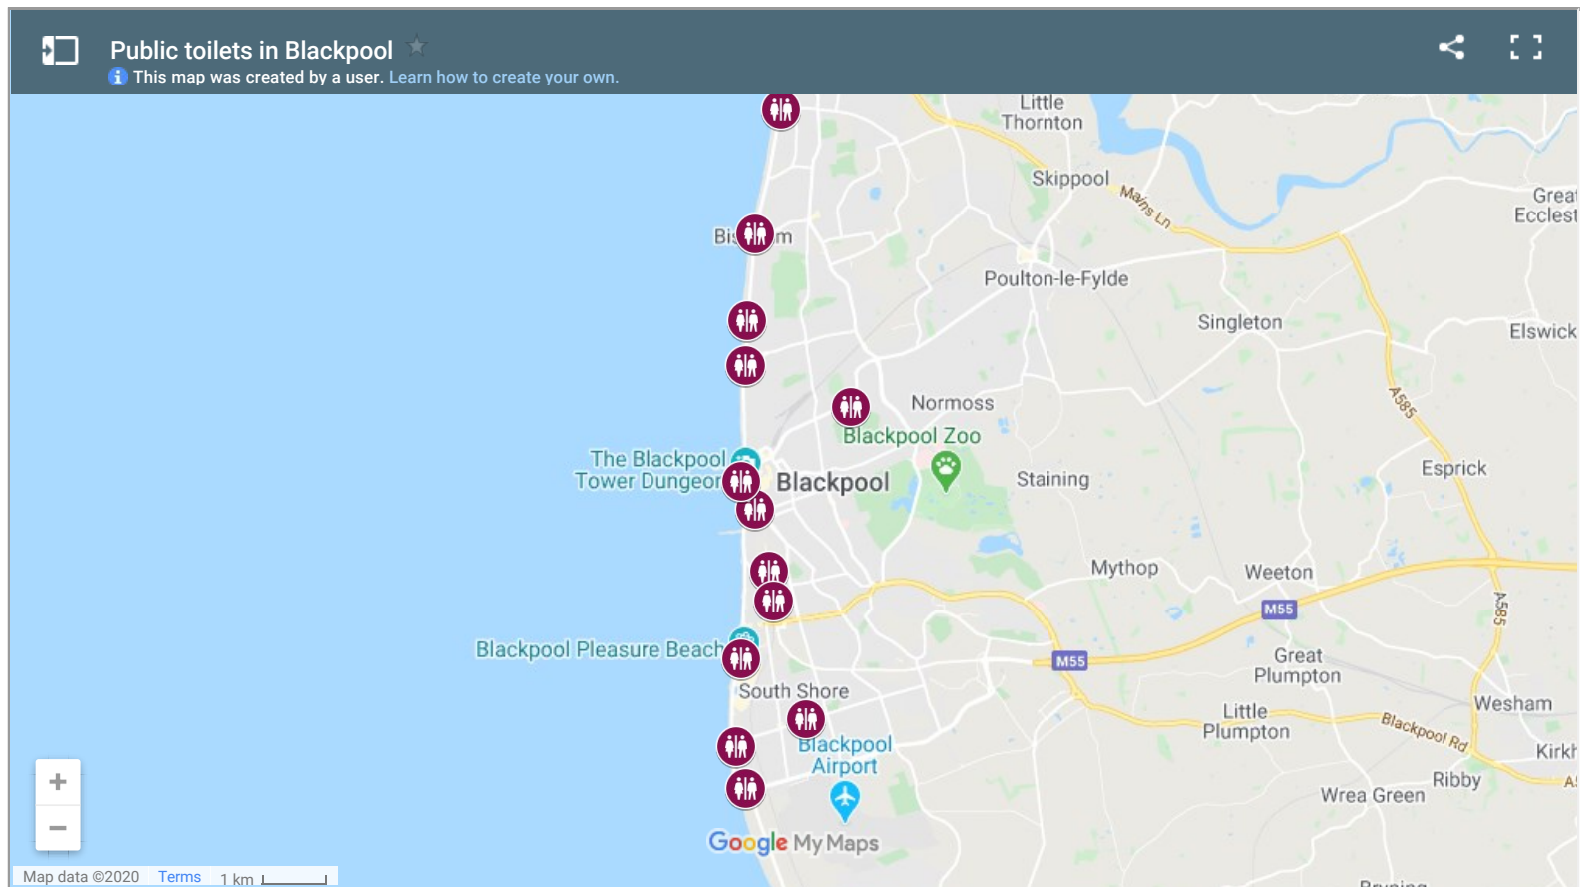 Public toilets in Blackpool
This map was created by a user. Learn how to create your own.
Little
Thornton
Skippool
Mains Ln
Great
Ecclest
Poulton-le-Fylde
Singleton
Elswick
A585
Normoss
Blackpool Zoo
The Blackpool
Tower Dungeon
Blackpool
Staining
Esprick
Mythop
Weeton
M55
A585
Blackpool Pleasure Beach
M55
Great
Plumpton
South Shore
Wesham
Little
Plumpton
Blackpool Rd
Blackpool
Airport
Kirkh
Ribby
Wrea Green
Google My Maps
Map data ©2020 Terms 1 km